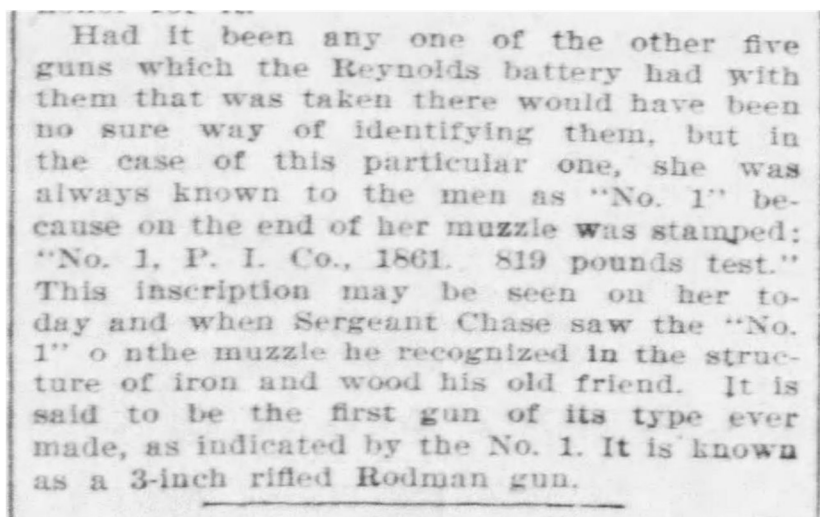 Had it been any one of the other five
guns which the Reynolds battery had with
them that was taken there would have been
no sure way of identifying them, but in
the case of this particular one, she was
always known to the men as "No. 1" be-
cause on the end of her muzzle was stamped:
"No. 1, P. I. Co., 1861. 819 pounds test."
This inscription may be seen on her to-
day and when Sergeant Chase saw the "No.
1" o nthe muzzle he recognized in the struc-
ture of iron and wood his old friend. It is
said to be the first gun of its type ever
made, as indicated by the No. 1. It is known
as a 3-inch rifled Rodman gun.